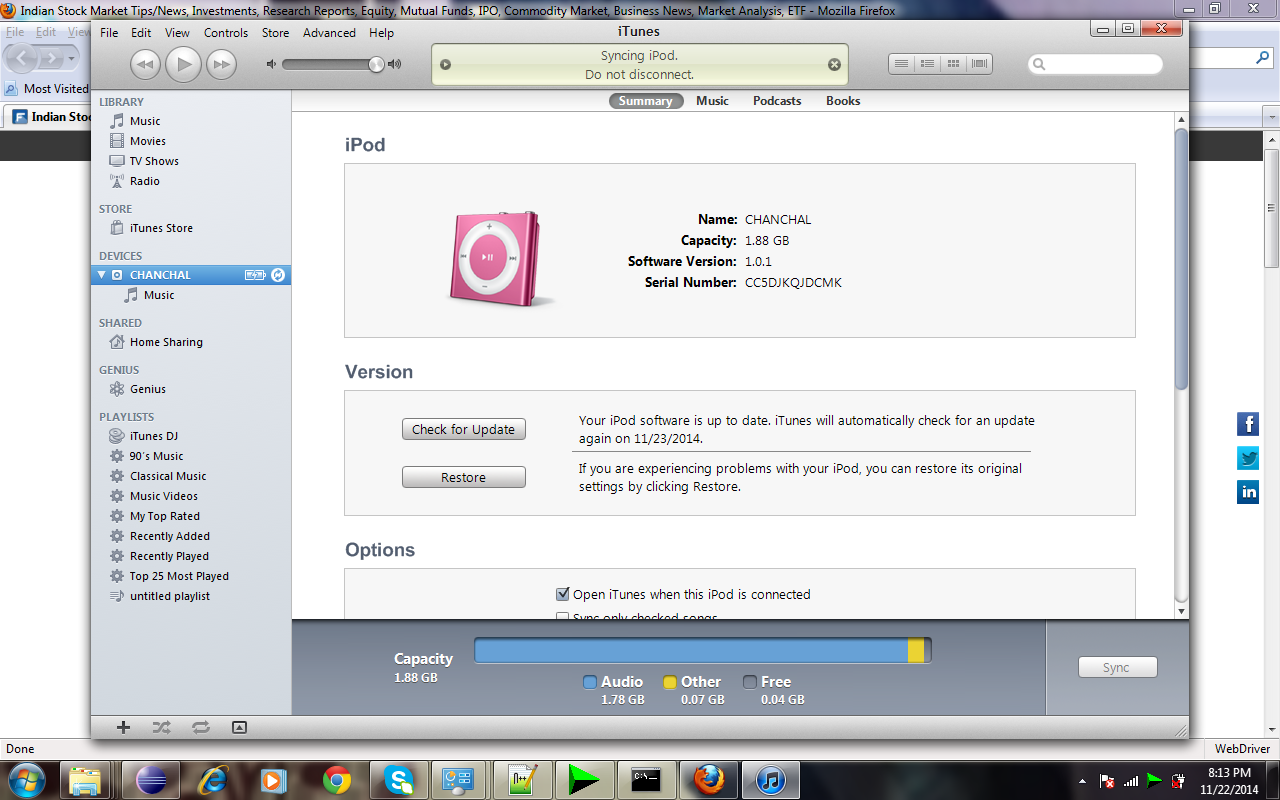 Indian Stock Market Tips/News, Investments, Research Reports, Equity, Mutual Funds, IPO, Commodity Market, Business News, Market Analysis, ETF - Mozilla Firefox
File Edit View
Most Visited
Indian Stoc
iTunes
File Edit View Controls Store Advanced Help
Syncing iPod.
Do not disconnect.
LIBRARY
Music
Movies
TV Shows
Radio
STORE
iTunes Store
DEVICES
CHANCHAL
Music
SHARED
Home Sharing
GENIUS
Genius
PLAYLISTS
iTunes DJ
90's Music
Classical Music
Music Videos
My Top Rated
Recently Added
Recently Played
Top 25 Most Played
untitled playlist
Summary Music Podcasts Books
iPod
Name: CHANCHAL
Capacity: 1.88 GB
Software Version: 1.0.1
Serial Number: CC5DJKQJDCMK
Version
Check for Update
Your iPod software is up to date. iTunes will automatically check for an update
again on 11/23/2014.
Restore
If you are experiencing problems with your iPod, you can restore its original
settings by clicking Restore.
Options
Open iTunes when this iPod is connected
Sync only checked songs
Capacity
1.88 GB
Audio
1.78 GB
Other
0.07 GB
Free
0.04 GB
Sync
Done
WebDriver
8:13 PM
11/22/2014